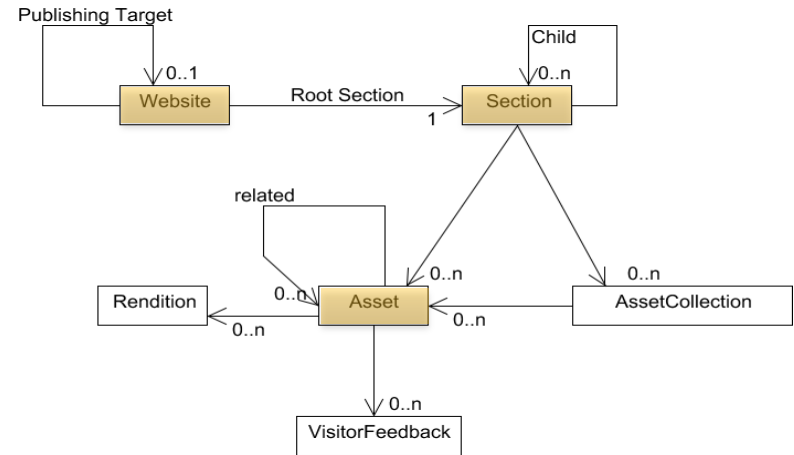 Publishing Target
Child
0..1
0..n
Website
Root Section
Section
1
related
0..n
0..n
0..n
Rendition
Asset
AssetCollection
0..n
0..n
0..n
VisitorFeedback